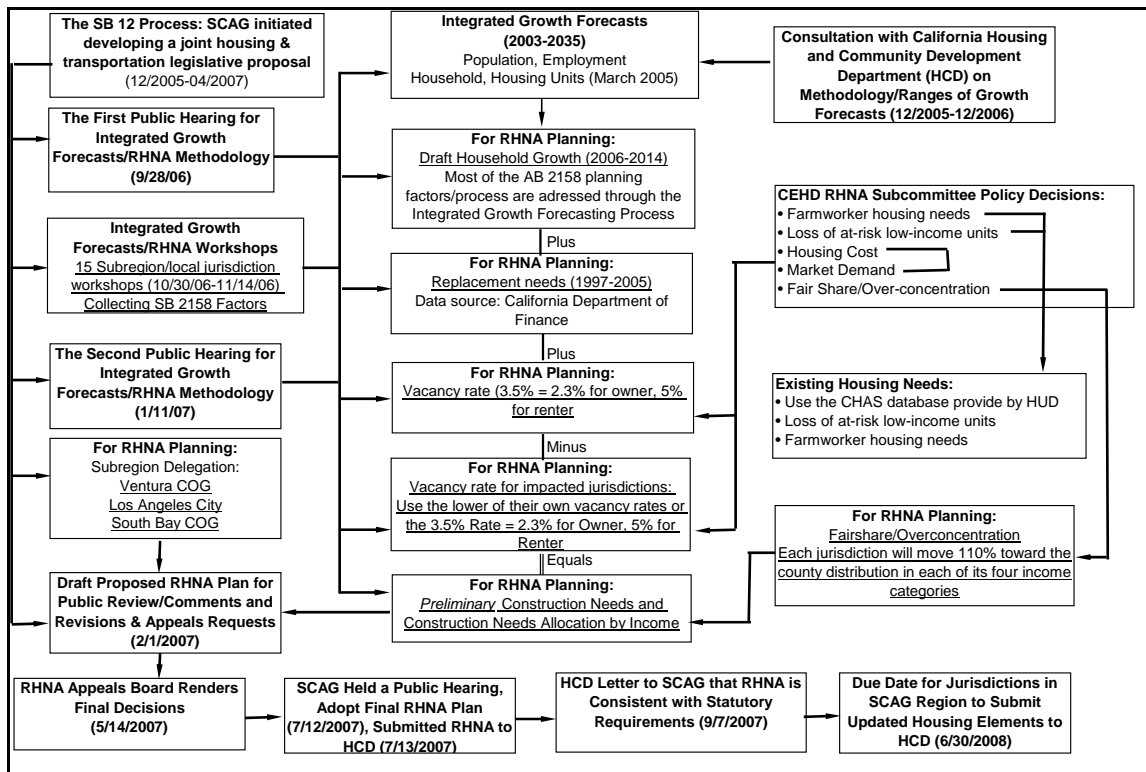 The SB 12 Process: SCAG initiated
developing a joint housing &
transportation legislative proposal
(12/2005-04/2007)
The First Public Hearing for
Integrated Growth
Forecasts/RHNA Methodology
(9/28/06)
Integrated Growth
Forecasts/RHNA Workshops
15 Subregion/local jurisdiction
workshops (10/30/06-11/14/06)
Collecting SB 2158 Factors
The Second Public Hearing for
Integrated Growth
Forecasts/RHNA Methodology
(1/11/07)
For RHNA Planning:
Subregion Delegation:
Ventura COG
Los Angeles City
South Bay COG
Draft Proposed RHNA Plan for
Public Review/Comments and
Revisions & Appeals Requests
(2/1/2007)
Integrated Growth Forecasts
(2003-2035)
Population, Employment
Household, Housing Units (March 2005)
For RHNA Planning:
Draft Household Growth (2006-2014)
Most of the AB 2158 planning
factors/process are adressed through the
Integrated Growth Forecasting Process
Plus
For RHNA Planning:
Replacement needs (1997-2005)
Data source: California Department of
Finance
Plus
For RHNA Planning:
Vacancy rate (3.5% = 2.3% for owner, 5%
for renter
Minus
For RHNA Planning:
Vacancy rate for impacted jurisdictions:
Use the lower of their own vacancy rates or
the 3.5% Rate = 2.3% for Owner, 5% for
Renter
Equals
For RHNA Planning:
Preliminary Construction Needs and
Construction Needs Allocation by Income
Consultation with California Housing
and Community Development
Department (HCD) on
Methodology/Ranges of Growth
Forecasts (12/2005-12/2006)
CEHD RHNA Subcommittee Policy Decisions:
• Farmworker housing needs
• Loss of at-risk low-income units
• Housing Cost
• Market Demand
• Fair Share/Over-concentration
Existing Housing Needs:
• Use the CHAS database provide by HUD
• Loss of at-risk low-income units
• Farmworker housing needs
For RHNA Planning:
Fairshare/Overconcentration
Each jurisdiction will move 110% toward the
county distribution in each of its four income
categories
RHNA Appeals Board Renders
Final Decisions
(5/14/2007)
SCAG Held a Public Hearing,
Adopt Final RHNA Plan
(7/12/2007), Submitted RHNA to
HCD (7/13/2007)
HCD Letter to SCAG that RHNA is
Consistent with Statutory
Requirements (9/7/2007)
Due Date for Jurisdictions in
SCAG Region to Submit
Updated Housing Elements to
HCD (6/30/2008)